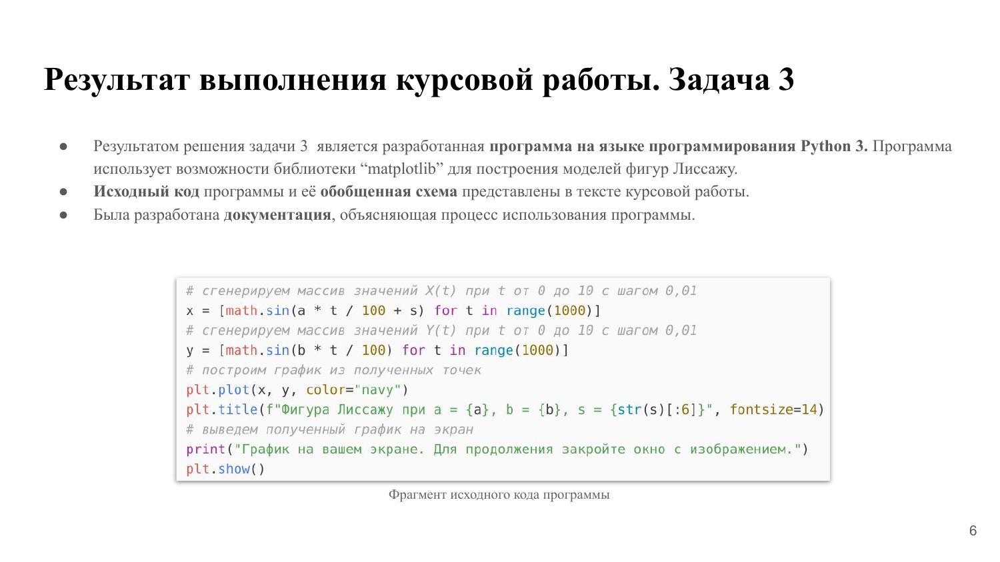 Результат выполнения курсовой работы. Задача 3
● Результатом решения задачи 3 является разработанная программа на языке программирования Python 3. Программа
использует возможности библиотеки “matplotlib” для построения моделей фигур Лиссажу.
● Исходный код программы и её обобщенная схема представлены в тексте курсовой работы.
● Была разработана документация, объясняющая процесс использования программы.
# сгенерируем массив значений X(t) при t от 0 до 10 с шагом 0,01
x = [math.sin(a * t / 100 + s) for t in range(1000)]
# сгенерируем массив значений Y(t) при t от 0 до 10 с шагом 0,01
y = [math.sin(b * t / 100) for t in range(1000)]
# построим график из полученных точек
plt.plot(x, y, color="navy")
plt.title(f"Фигура Лиссажу при a = {a}, b = {b}, s = {str(s)[:6]}", fontsize=14)
# выведем полученный график на экран
print("График на вашем экране. Для продолжения закройте окно с изображением.")
plt.show()
Фрагмент исходного кода программы
6